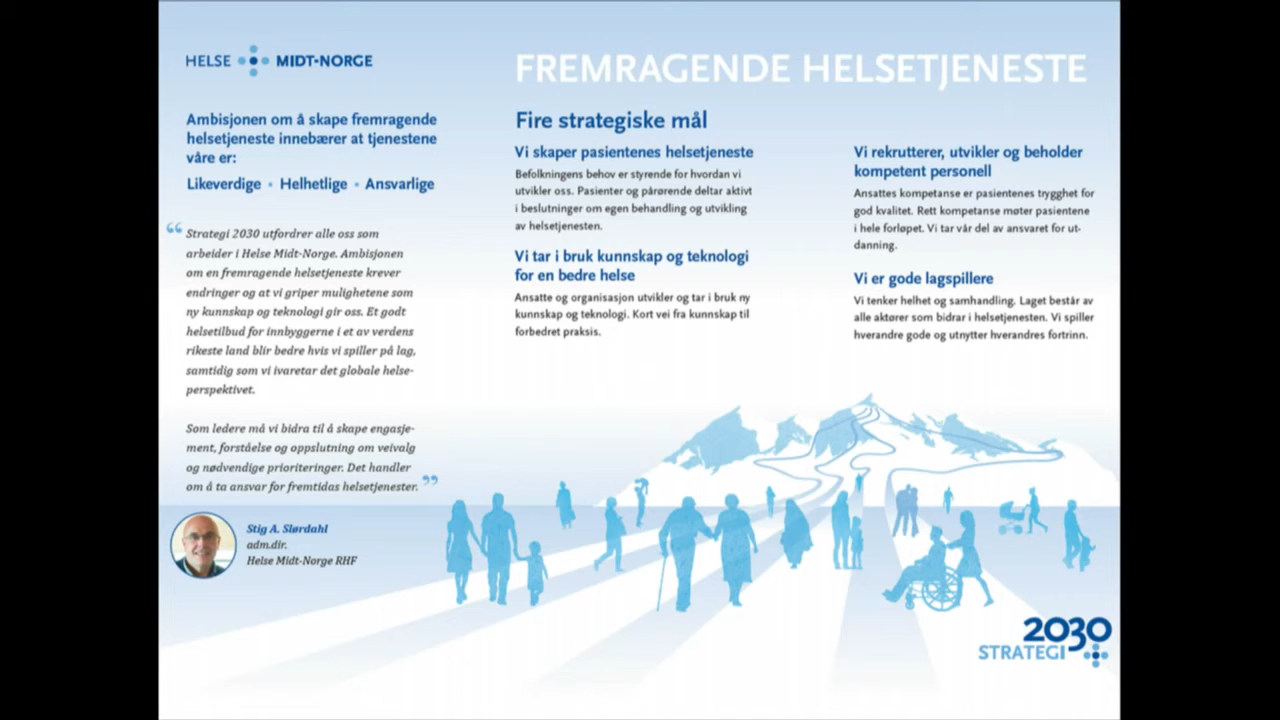 HELSE MIDT-NORGE
FREMRAGENDE HELSETJENESTE
Ambisjonen om å skape fremragende
helsetjeneste innebærer at tjenestene
våre er:
Likeverdige • Helhetlige • Ansvarlige
“ Strategi 2030 utfordrer alle oss som
arbeider i Helse Midt-Norge. Ambisjonen
om en fremragende helsetjeneste krever
endringer og at vi griper mulighetene som
ny kunnskap og teknologi gir oss. Et godt
helsetilbud for innbyggerne i et av verdens
rikeste land blir bedre hvis vi spiller på lag,
samtidig som vi ivaretar det globale helse-
perspektivet.
Som ledere må vi bidra til å skape engasje-
ment, forståelse og oppslutning om veivalg
og nødvendige prioriteringer. Det handler
om å ta ansvar for fremtidas helsetjenester. ”
Stig A. Slørdahl
adm.dir.
Helse Midt-Norge RHF
Fire strategiske mål
Vi skaper pasientenes helsetjeneste
Befolkningens behov er styrende for hvordan vi
utvikler oss. Pasienter og pårørende deltar aktivt
i beslutninger om egen behandling og utvikling
av helsetjenesten.
Vi tar i bruk kunnskap og teknologi
for en bedre helse
Ansatte og organisasjon utvikler og tar i bruk ny
kunnskap og teknologi. Kort vei fra kunnskap til
forbedret praksis.
Vi rekrutterer, utvikler og beholder
kompetent personell
Ansattes kompetanse er pasientenes trygghet for
god kvalitet. Rett kompetanse møter pasientene
i hele forløpet. Vi tar vår del av ansvaret for ut-
danning.
Vi er gode lagspillere
Vi tenker helhet og samhandling. Laget består av
alle aktører som bidrar i helsetjenesten. Vi spiller
hverandre gode og utnytter hverandres fortrinn.
2030
STRATEGI